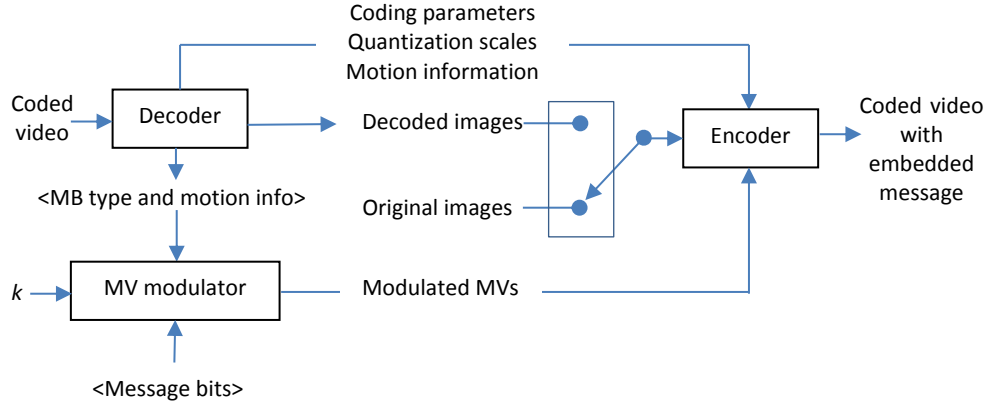 Coding parameters
Quantization scales
Motion information
Coded
video
Decoder
Decoded images
Encoder
Coded video
with
embedded
message
<MB type and motion info>
Original images
k
MV modulator
Modulated MVs
<Message bits>